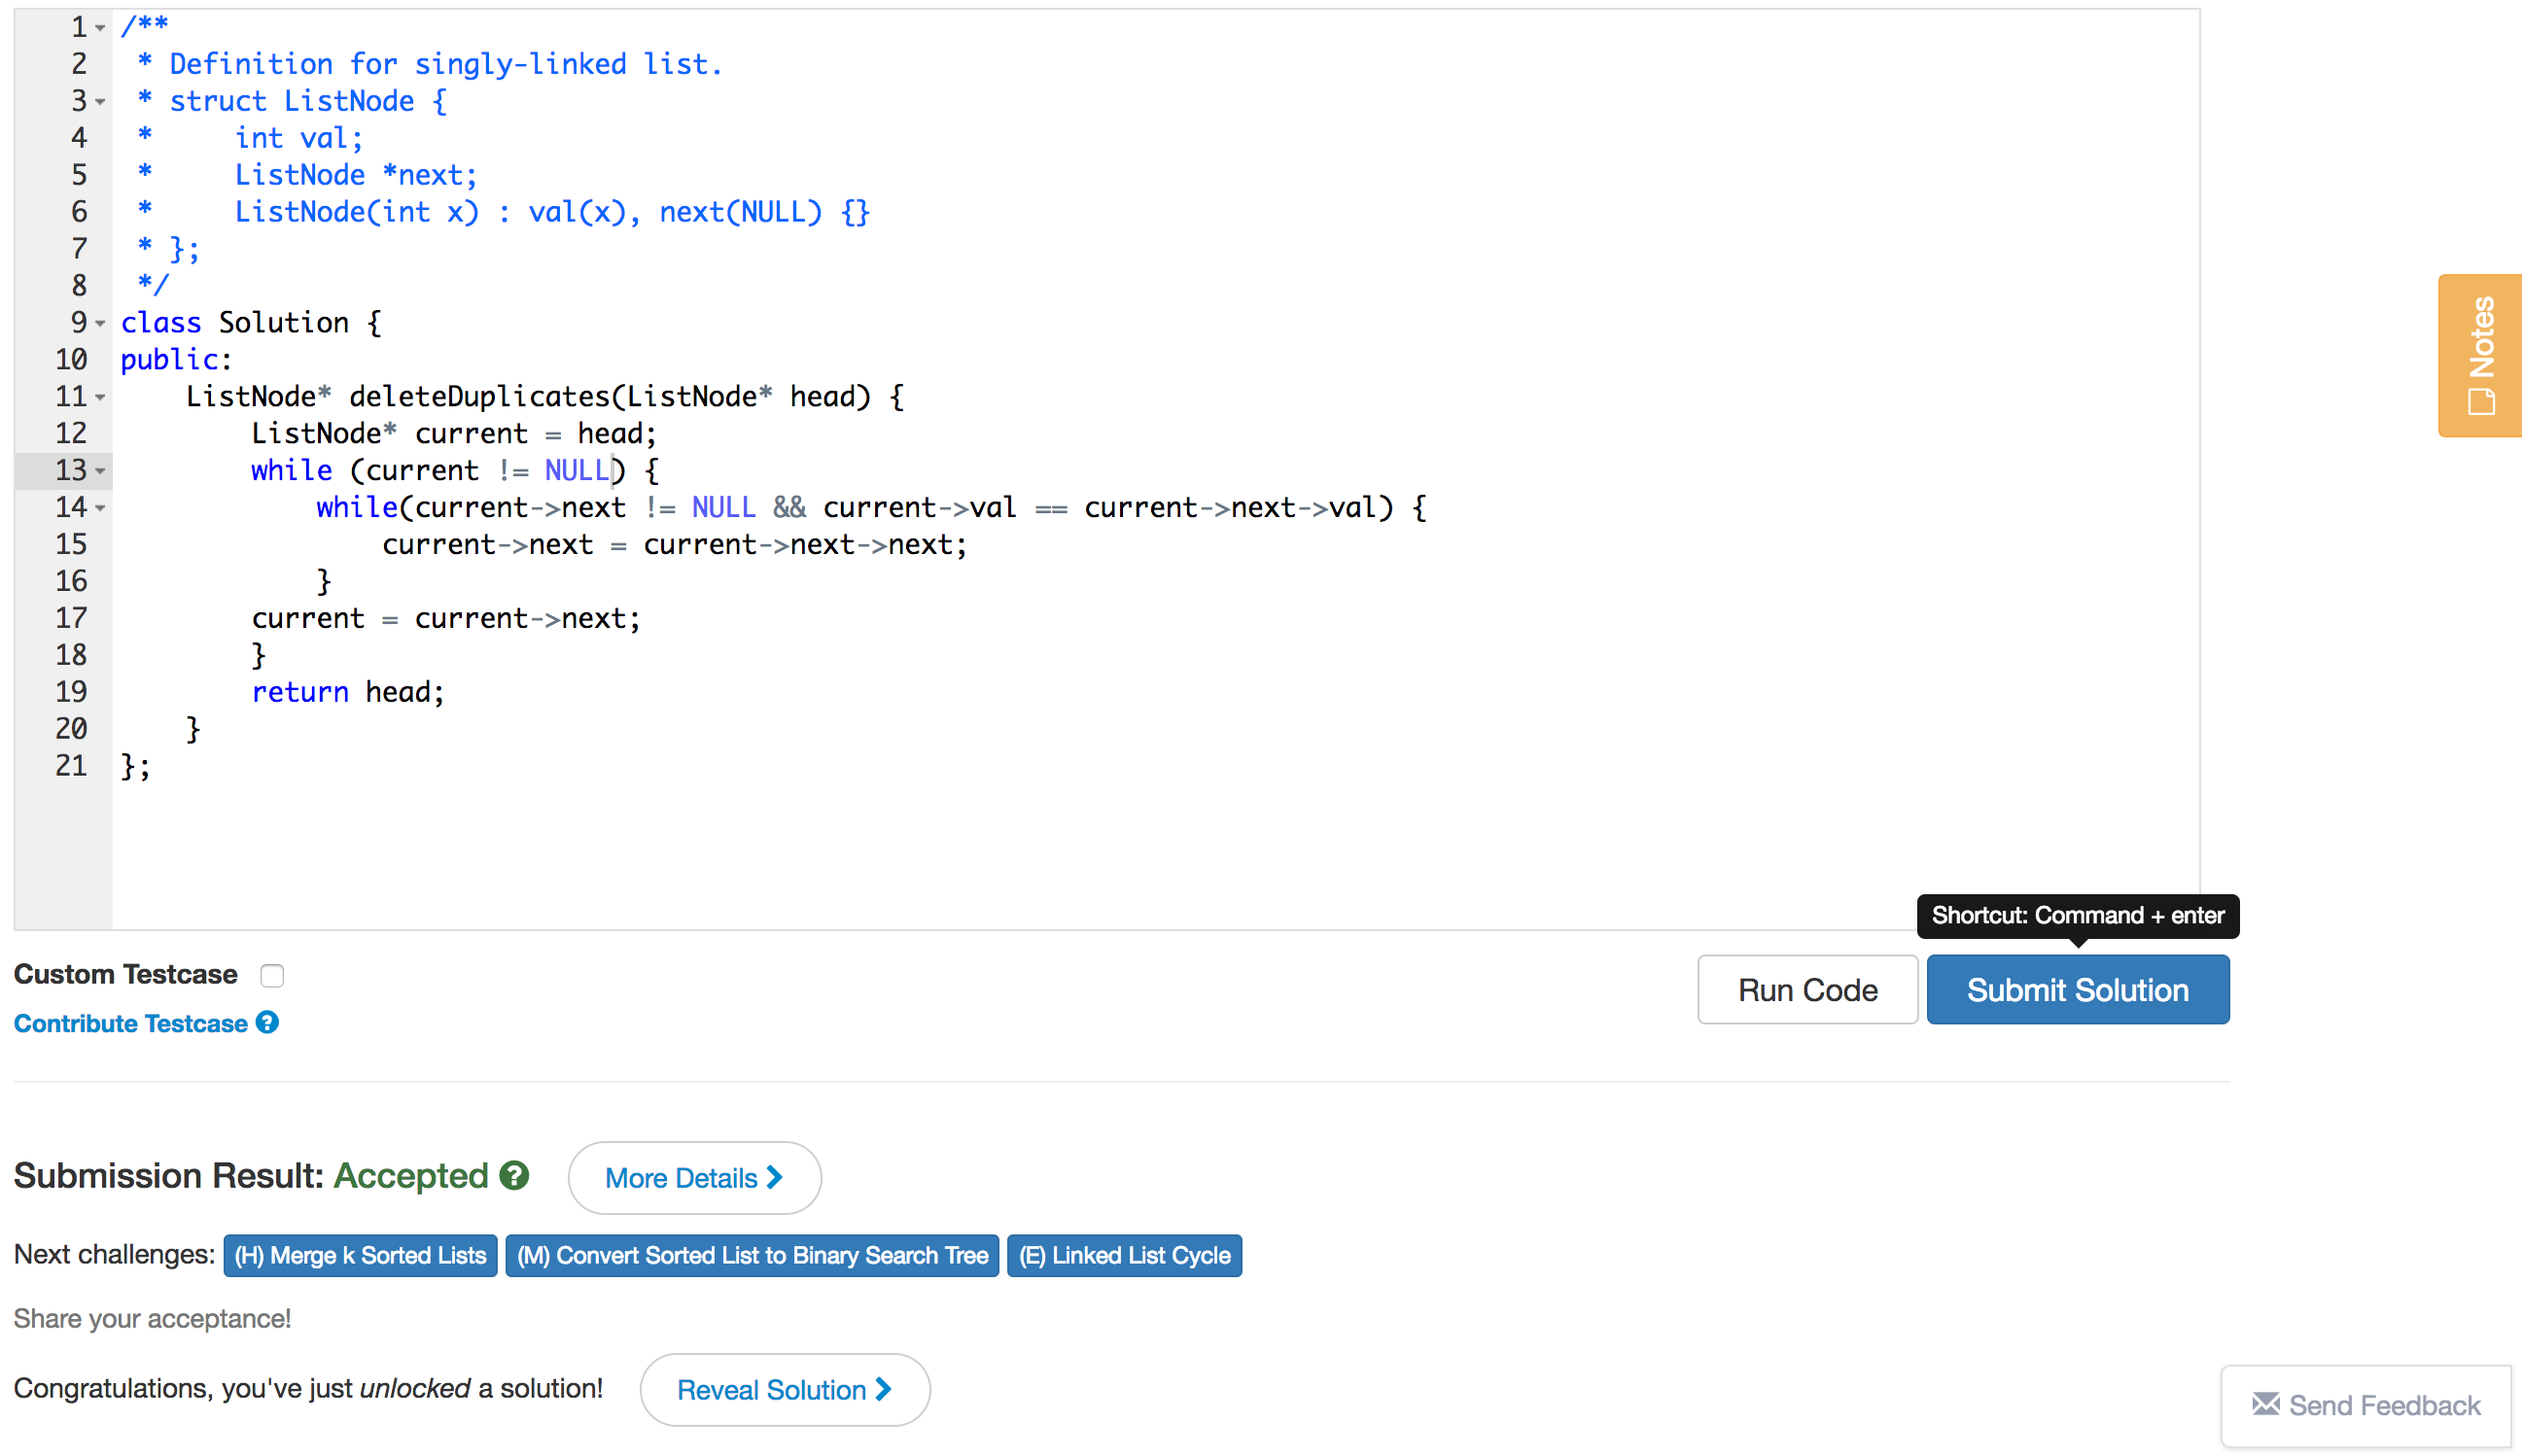 1 /**
2  * Definition for singly-linked list.
3  * struct ListNode {
4  *     int val;
5  *     ListNode *next;
6  *     ListNode(int x) : val(x), next(NULL) {}
7  * };
8  */
9 class Solution {
10 public:
11     ListNode* deleteDuplicates(ListNode* head) {
12         ListNode* current = head;
13         while (current != NULL) {
14             while(current->next != NULL && current->val == current->next->val) {
15                 current->next = current->next->next;
16             }
17         current = current->next;
18         }
19         return head;
20     }
21 };
Notes
Shortcut: Command + enter
Custom Testcase
Run Code Submit Solution
Contribute Testcase ?
Submission Result: Accepted ? More Details
Next challenges: (H) Merge k Sorted Lists (M) Convert Sorted List to Binary Search Tree (E) Linked List Cycle
Share your acceptance!
Congratulations, you've just unlocked a solution! Reveal Solution
Send Feedback